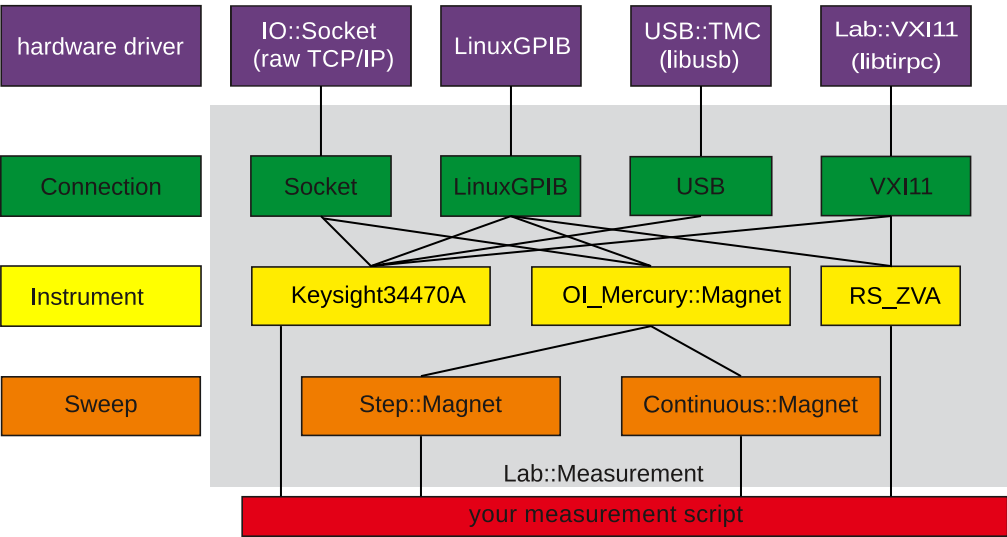 hardware driver
IO::Socket
(raw TCP/IP)
LinuxGPIB
USB::TMC
(libusb)
Lab::VXI11
(libtirpc)
Connection
Socket
LinuxGPIB
USB
VXI11
Instrument
Keysight34470A
OI_Mercury::Magnet
RS_ZVA
Sweep
Step::Magnet
Continuous::Magnet
Lab::Measurement
your measurement script